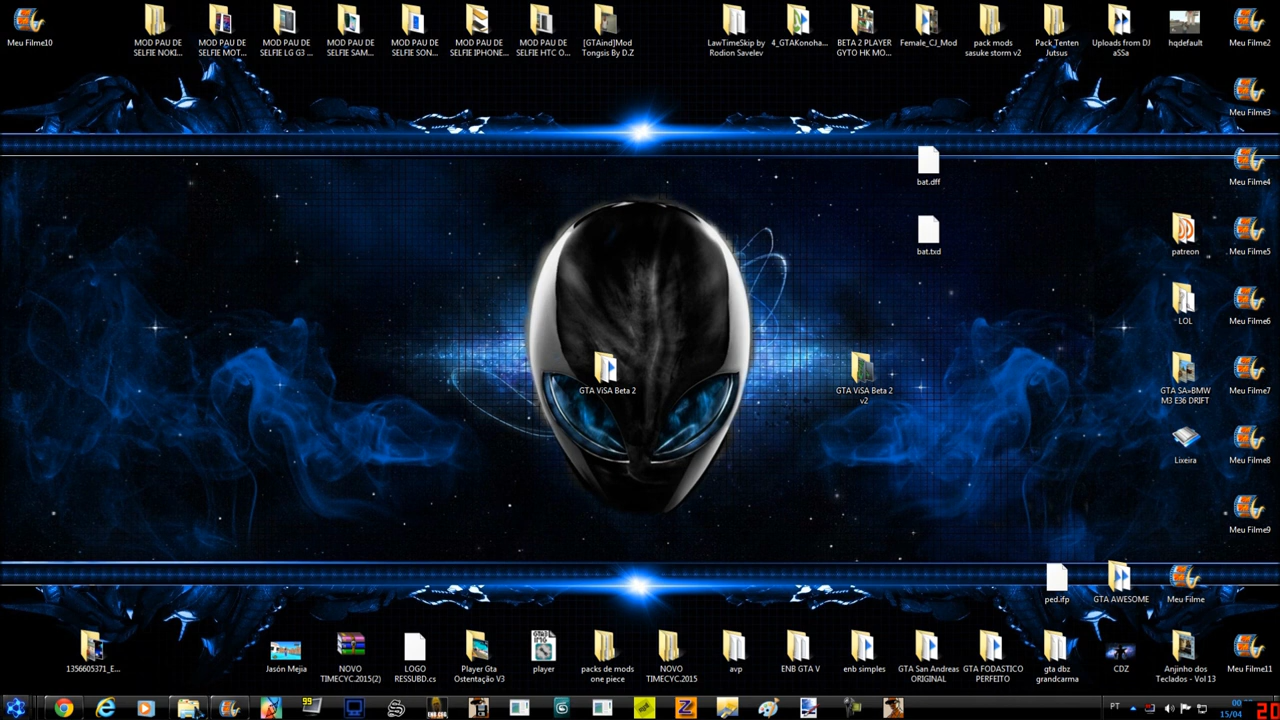 Meu Filme10
MOD PAU DE
SELFIE NOKI...
MOD PAU DE
SELFIE MOT...
MOD PAU DE
SELFIE LG G3 ...
MOD PAU DE
SELFIE SAM...
MOD PAU DE
SELFIE SON...
MOD PAU DE
SELFIE IPHONE...
MOD PAU DE
SELFIE HTC O...
[GTAind]Mod
Tongsis By D.Z
LawTimeSkip by
Rodion Savelev
4_GTAKonoha...
BETA 2 PLAYER
GYTO HK MO...
Female_CJ_Mod
pack mods
sasuke storm v2
Pack_Tenten
Jutsus
Uploads from DJ
aSSa
hqdefault
Meu Filme2
Meu Filme3
bat.dff
Meu Filme4
bat.txd
patreon
Meu Filme5
LOL
Meu Filme6
GTA ViSA Beta 2
GTA ViSA Beta 2
v2
GTA SA»BMW
M3 E36 DRIFT
Meu Filme7
Lixeira
Meu Filme8
Meu Filme9
ped.ifp
GTA AWESOME
Meu Filme
1356605371_E...
Jasón Mejia
NOVO
TIMECYC.2015(2)
LOGO
RESSUBD.cs
Player Gta
Ostentação V3
player
packs de mods
one piece
NOVO
TIMECYC.2015
avp
ENB GTA V
enb simples
GTA San Andreas
ORIGINAL
GTA FODASTICO
PERFEITO
gta dbz
grandcarma
CDZ
Anjinho dos
Teclados - Vol 13
Meu Filme11
99
PT
15/04
20